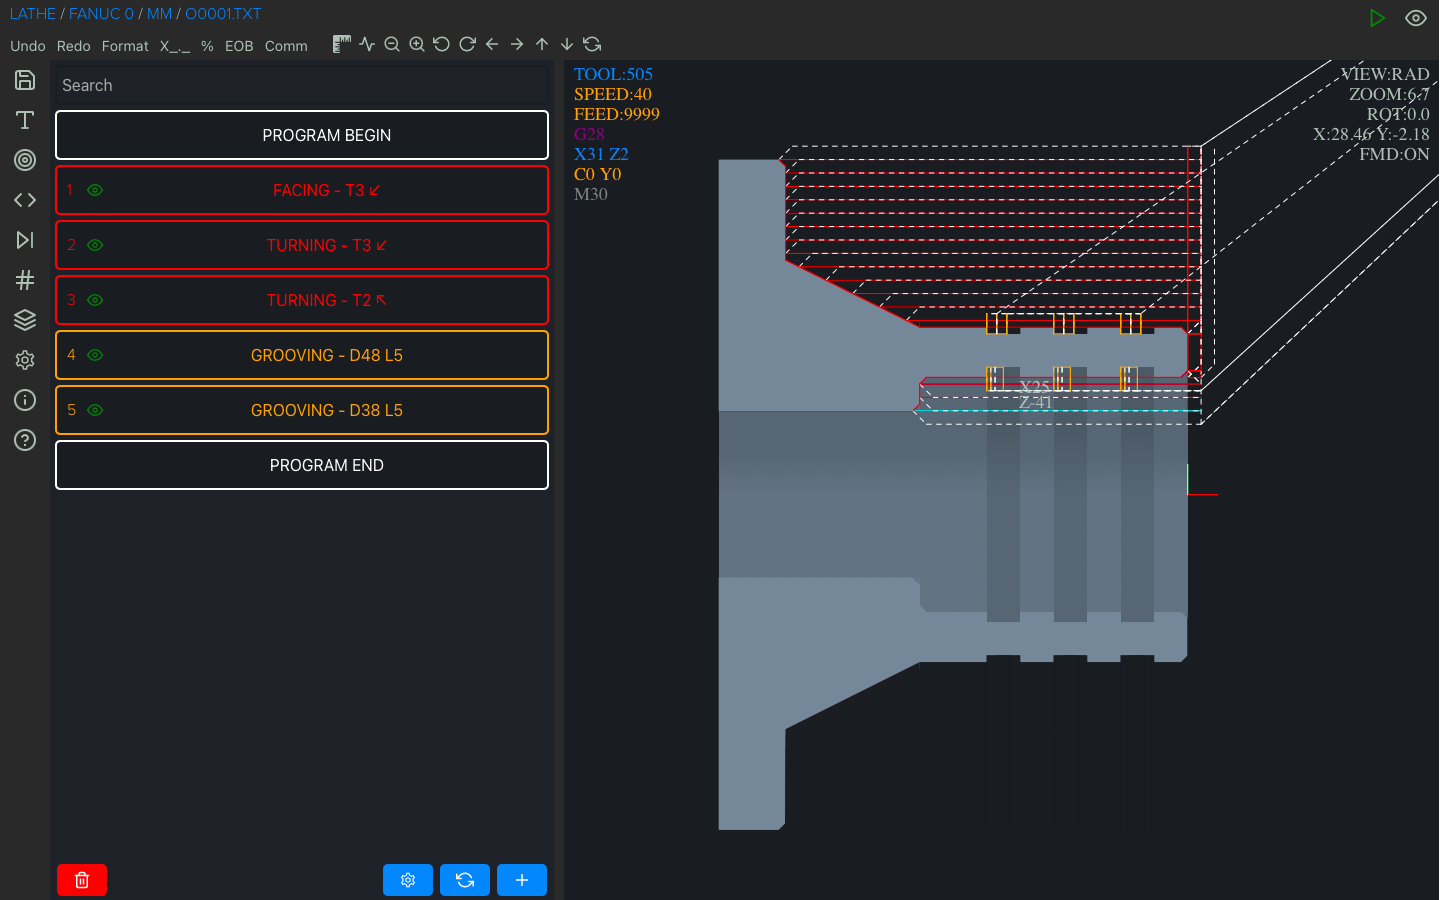 LATHE / FANUC 0 / MM / O0001.TXT
Undo Redo Format X_._ % EOB Comm
Search
PROGRAM BEGIN
1 FACING - T3
2 TURNING - T3
3 TURNING - T2
4 GROOVING - D48 L5
5 GROOVING - D38 L5
PROGRAM END
TOOL:505
SPEED:40
FEED:9999
G28
X31 Z2
C0 Y0
M30
VIEW:RAD
ZOOM:6.7
ROT:0.0
X:28.46 Y:-2.18
FMD:ON
X25
Z-41